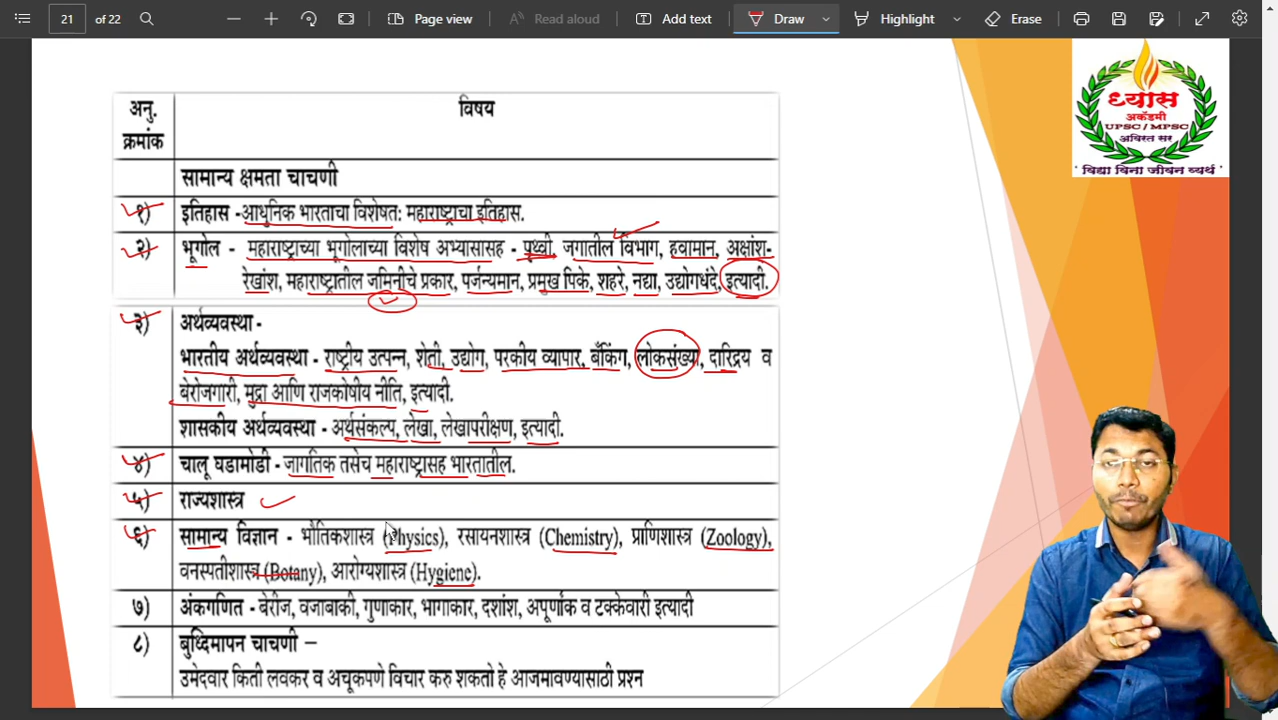 21 of 22 Page view Read aloud Add text Draw Highlight Erase
ध्यास
अकॅडमी
UPSC / MPSC
अविरत सर
' विद्या विना जीवन व्यर्थ '
अनु. विषय
क्रमांक
सामान्य क्षमता चाचणी
१) इतिहास - आधुनिक भारताचा विशेषत: महाराष्ट्राचा इतिहास.
२) भूगोल - महाराष्ट्राच्या भूगोलाच्या विशेष अभ्यासासह - पृथ्वी, जगातील विभाग, हवामान, अक्षांश-
रेखांश, महाराष्ट्रातील जमिनीचे प्रकार, पर्जन्यमान, प्रमुख पिके, शहरे, नद्या, उद्योगधंदे, इत्यादी.
३) अर्थव्यवस्था -
भारतीय अर्थव्यवस्था - राष्ट्रीय उत्पन्न, शेती, उद्योग, परकीय व्यापार, बँकिंग, लोकसंख्या, दारिद्रय व
बेरोजगारी, मुद्रा आणि राजकोषीय नीति, इत्यादी.
शासकीय अर्थव्यवस्था - अर्थसंकल्प, लेखा, लेखापरीक्षण, इत्यादी.
४) चालू घडामोडी - जागतिक तसेच महाराष्ट्रासह भारतातील.
५) राज्यशास्त्र
६) सामान्य विज्ञान - भौतिकशास्त्र (Physics), रसायनशास्त्र (Chemistry), प्राणिशास्त्र (Zoology),
वनस्पतीशास्त्र (Botany), आरोग्यशास्त्र (Hygiene).
७) अंकगणित - बेरीज, वजाबाकी, गुणाकार, भागाकार, दशांश, अपूर्णांक व टक्केवारी इत्यादी
८) बुध्दिमापन चाचणी –
उमेदवार किती लवकर व अचूकपणे विचार करु शकतो हे आजमावण्यासाठी प्रश्न